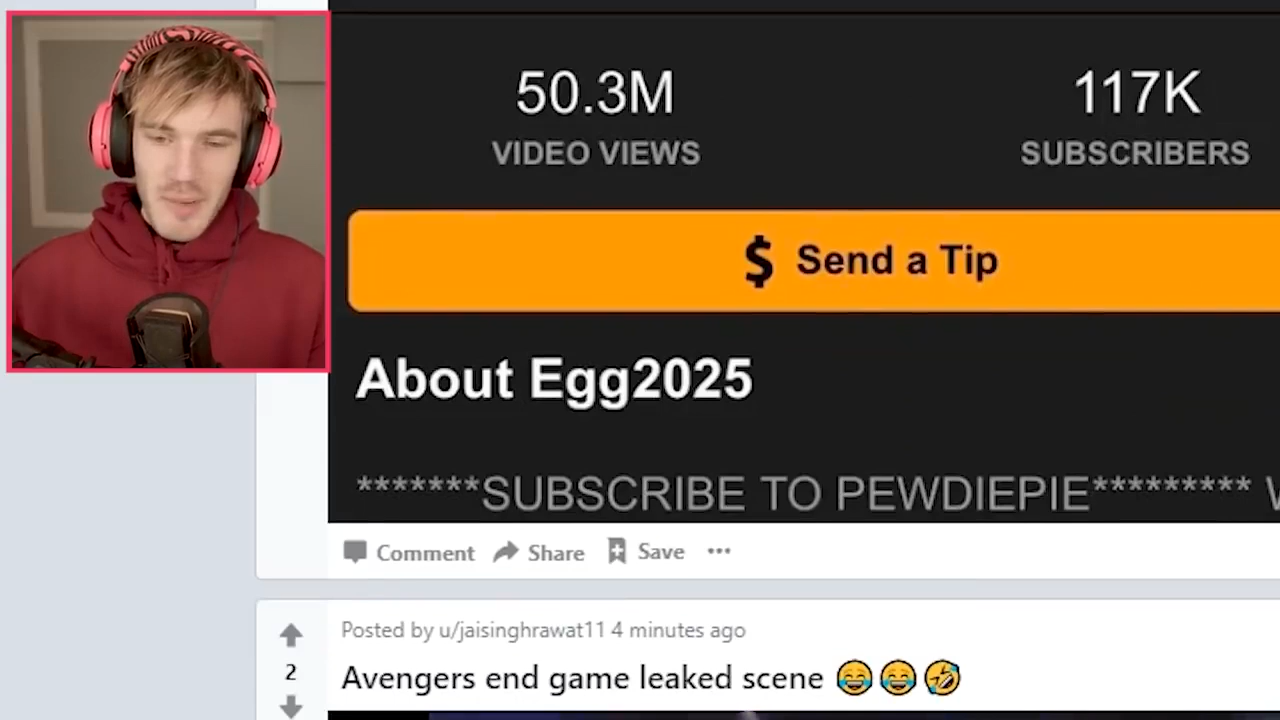 50.3M
117K
VIDEO VIEWS
SUBSCRIBERS
$ Send a Tip
About Egg2025
*******SUBSCRIBE TO PEWDIEPIE*********
Comment Share Save •••
Posted by u/jaisinghrawat11 4 minutes ago
2
Avengers end game leaked scene 😂😂🤣